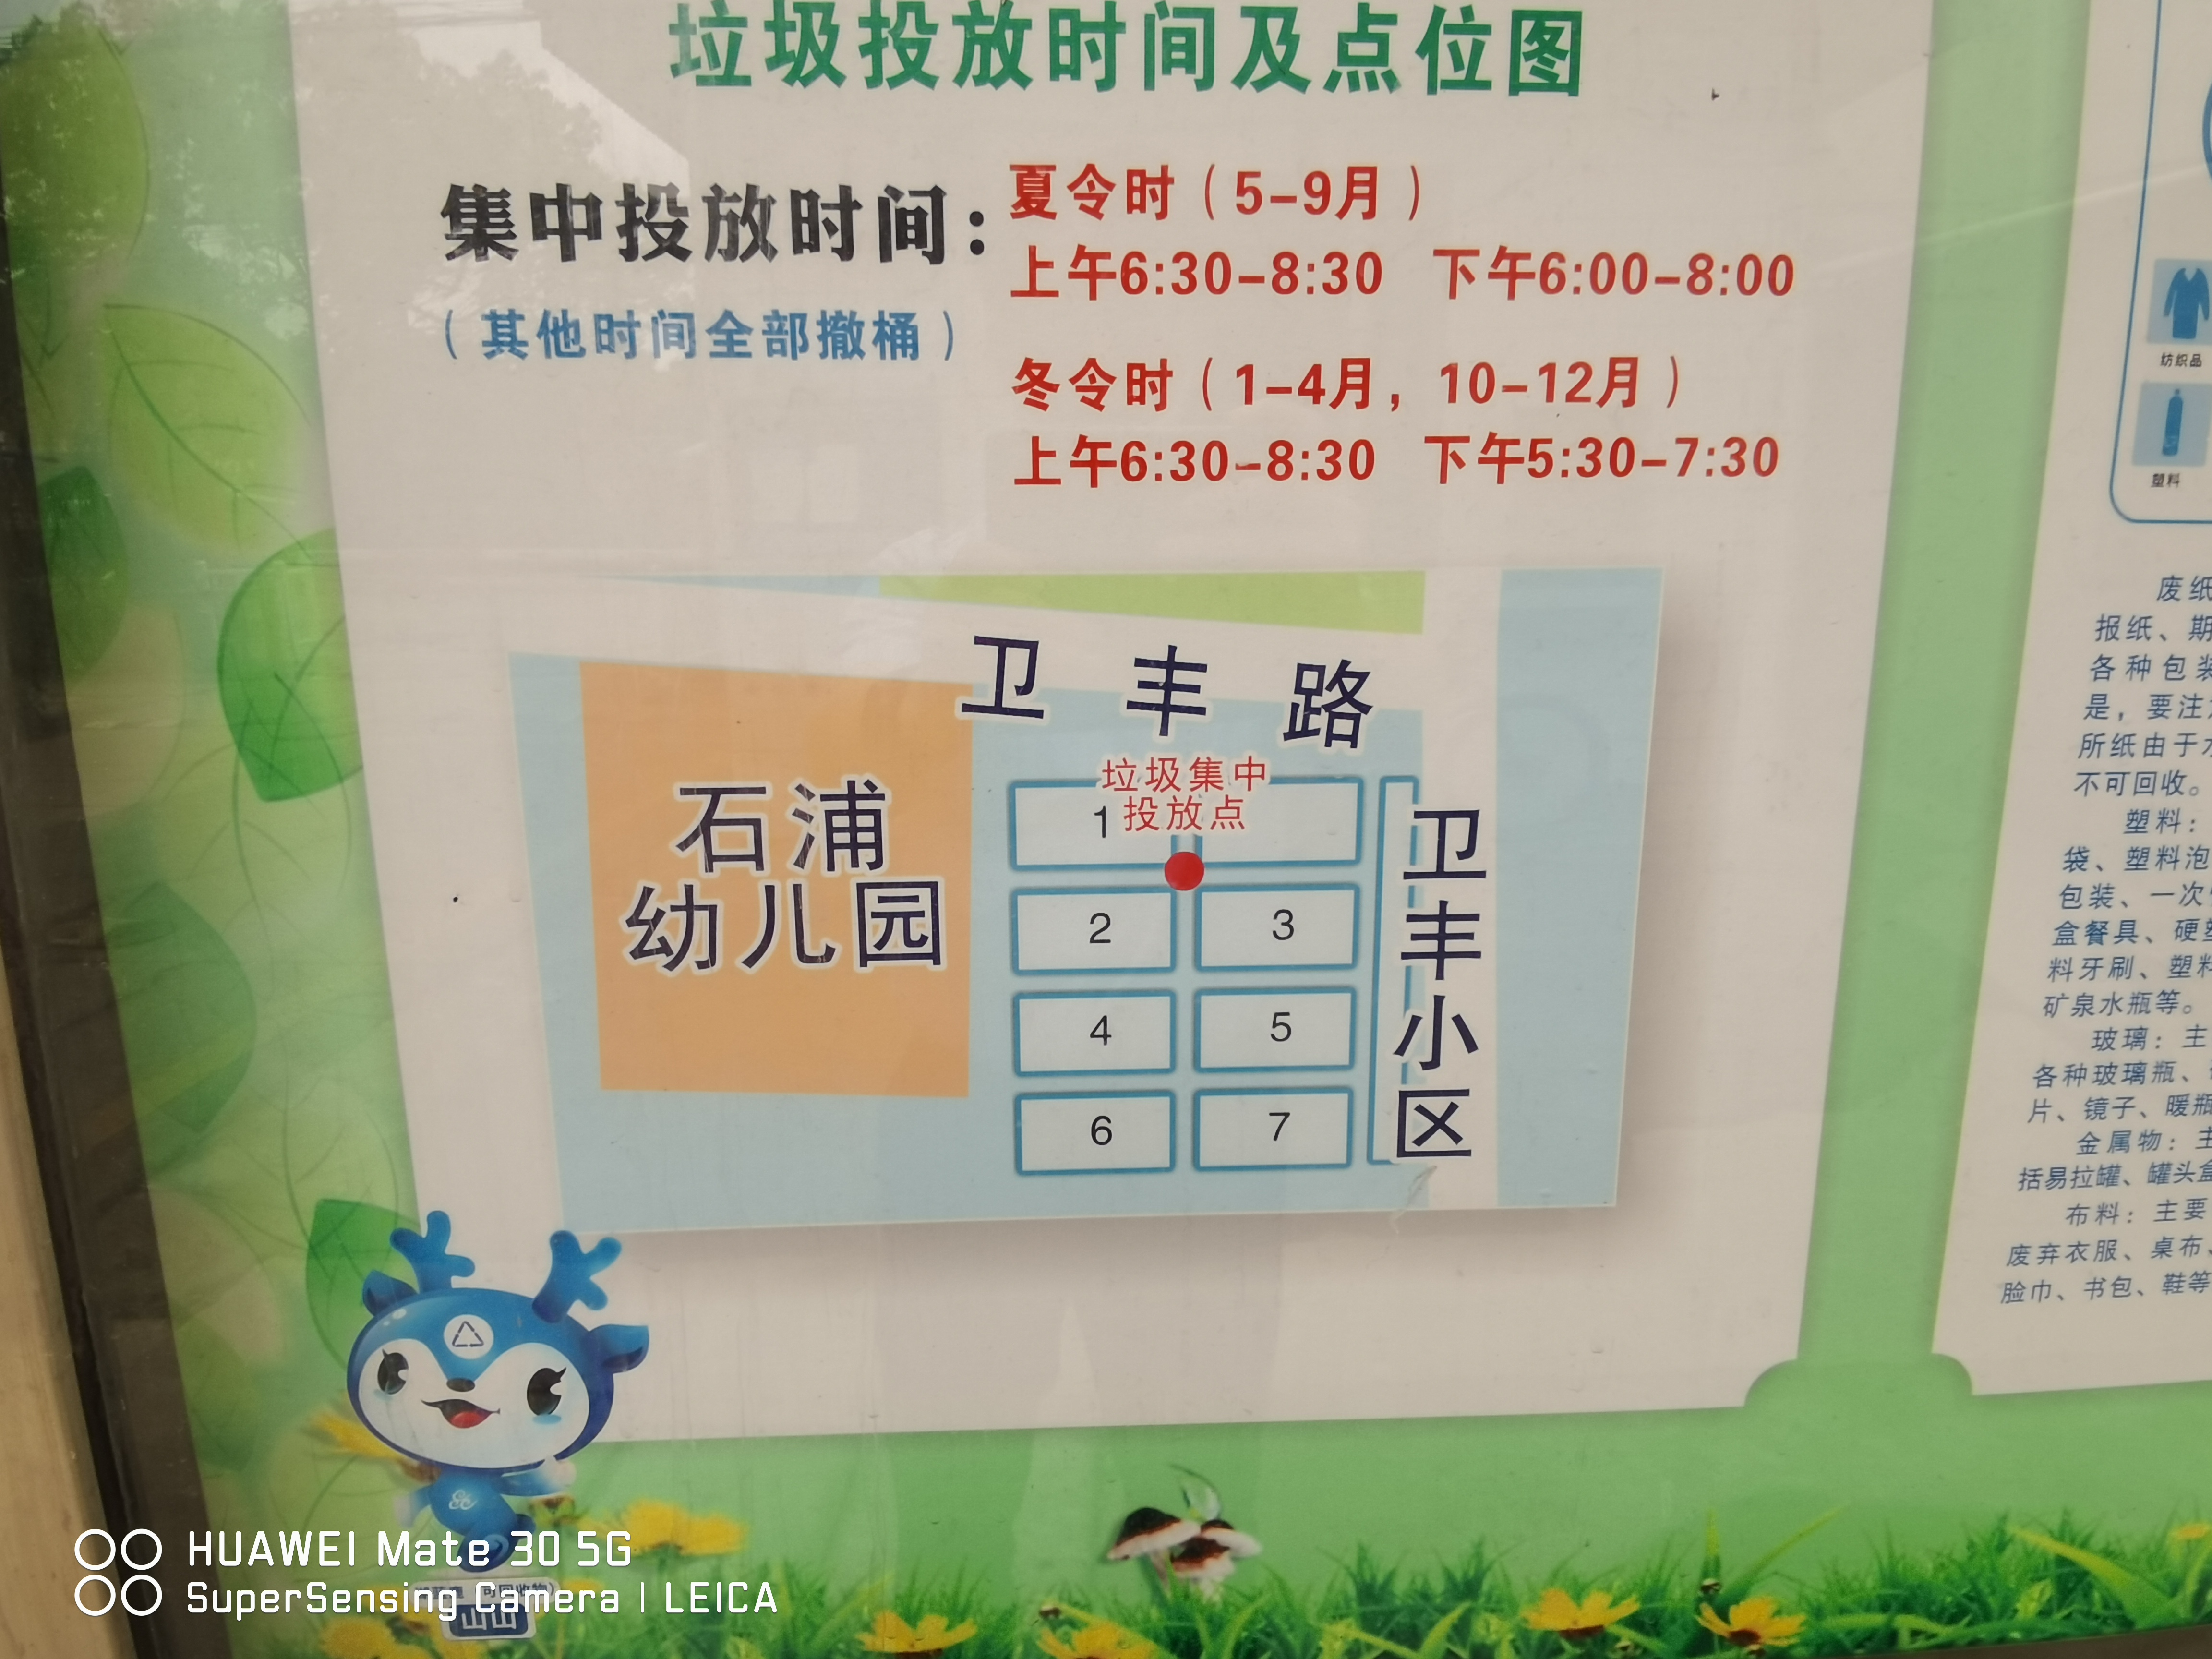 垃圾投放时间及点位图
集中投放时间：
（其他时间全部撤桶）
夏令时（5-9月）
上午6:30-8:30 下午6:00-8:00
冬令时（1-4月，10-12月）
上午6:30-8:30 下午5:30-7:30
卫丰路
石浦
幼儿园
垃圾集中
投放点
1
2
3
4
5
6
7
卫丰小区
纺织品
塑料
废纸
报纸、期
各种包装
是，要注
所纸由于水
不可回收。
塑料：
袋、塑料泡
包装、一次
盒餐具、硬
料牙刷、塑料
矿泉水瓶等。
玻璃：主
各种玻璃瓶、
片、镜子、暖瓶
金属物：主
括易拉罐、罐头盒
布料：主要
废弃衣服、桌布、
脸巾、书包、鞋等
HUAWEI Mate 30 5G
SuperSensing Camera | LEICA